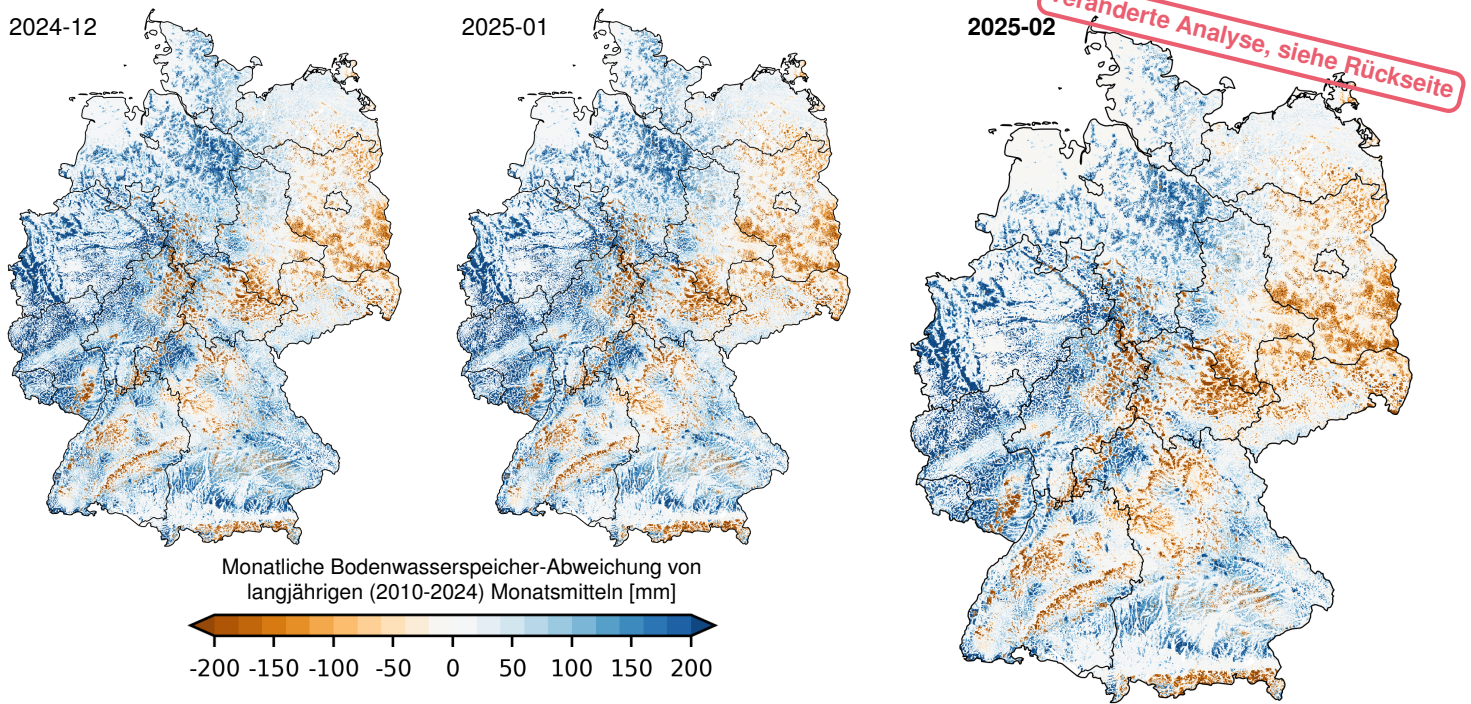 2024-12
2025-01
2025-02
Analyse, siehe Rückseite
Monatliche Bodenwasserspeicher-Abweichung von
langjährigen (2010-2024) Monatsmitteln [mm]
-200 -150 -100 -50 0 50 100 150 200